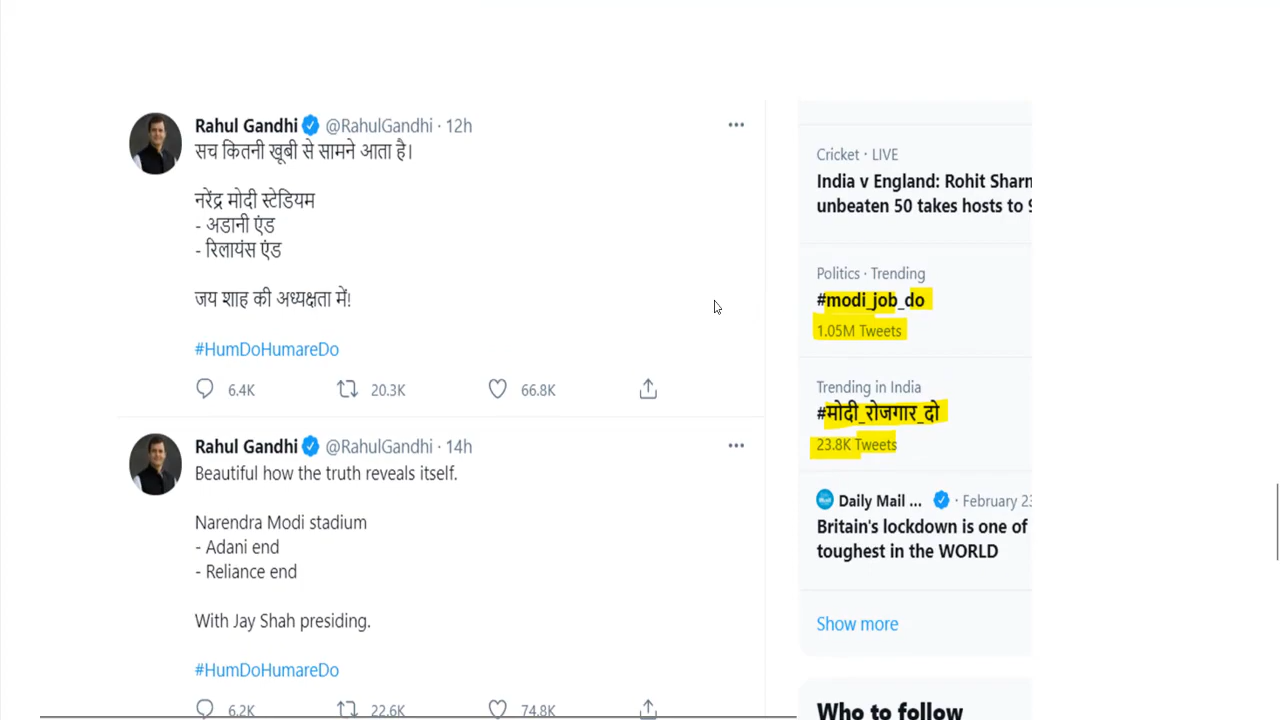 Rahul Gandhi @RahulGandhi · 12h
सच कितनी खूबी से सामने आता है।
नरेंद्र मोदी स्टेडियम
- अडानी एंड
- रिलायंस एंड
जय शाह की अध्यक्षता में!
#HumDoHumareDo
6.4K 20.3K 66.8K
Rahul Gandhi @RahulGandhi · 14h
Beautiful how the truth reveals itself.
Narendra Modi stadium
- Adani end
- Reliance end
With Jay Shah presiding.
#HumDoHumareDo
6.2K 22.6K 74.8K
Cricket · LIVE
India v England: Rohit Sharm
unbeaten 50 takes hosts to 9
Politics · Trending
#modi_job_do
1.05M Tweets
Trending in India
#मोदी_रोजगार_दो
23.8K Tweets
Daily Mail ... · February 23
Britain's lockdown is one of
toughest in the WORLD
Show more
Who to follow